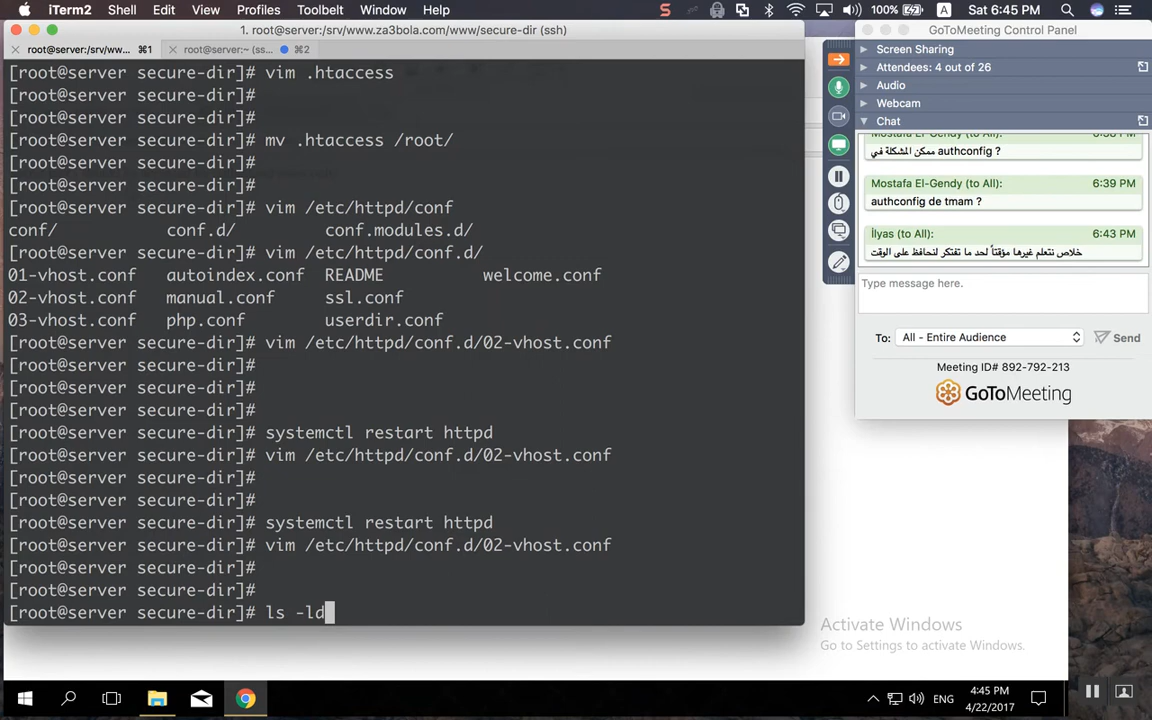 iTerm2 Shell Edit View Profiles Toolbelt Window Help
100% Sat 6:45 PM
1. root@server:/srv/www.za3bola.com/www/secure-dir (ssh)
root@server:/srv/ww... ⌘1 root@server:~ (ss... ⌘2
[root@server secure-dir]# vim .htaccess
[root@server secure-dir]#
[root@server secure-dir]#
[root@server secure-dir]# mv .htaccess /root/
[root@server secure-dir]#
[root@server secure-dir]#
[root@server secure-dir]# vim /etc/httpd/conf
conf/ conf.d/ conf.modules.d/
[root@server secure-dir]# vim /etc/httpd/conf.d/
01-vhost.conf autoindex.conf README welcome.conf
02-vhost.conf manual.conf ssl.conf
03-vhost.conf php.conf userdir.conf
[root@server secure-dir]# vim /etc/httpd/conf.d/02-vhost.conf
[root@server secure-dir]#
[root@server secure-dir]#
[root@server secure-dir]#
[root@server secure-dir]# systemctl restart httpd
[root@server secure-dir]# vim /etc/httpd/conf.d/02-vhost.conf
[root@server secure-dir]#
[root@server secure-dir]#
[root@server secure-dir]# systemctl restart httpd
[root@server secure-dir]# vim /etc/httpd/conf.d/02-vhost.conf
[root@server secure-dir]#
[root@server secure-dir]#
[root@server secure-dir]# ls -ld
GoToMeeting Control Panel
Screen Sharing
Attendees: 4 out of 26
Audio
Webcam
Chat
Mostafa El-Gendy (to All): 6:38 PM
ممكن المشكلة في authconfig ?
Mostafa El-Gendy (to All): 6:39 PM
authconfig de tmam ?
İlyas (to All): 6:43 PM
خلاص نتعلم غيرها مؤقتاً لحد ما تفتكر لنحافظ على الوقت
Type message here.
To: All - Entire Audience Send
Meeting ID# 892-792-213
GoToMeeting
Activate Windows
Go to Settings to activate Windows.
ENG 4:45 PM
4/22/2017